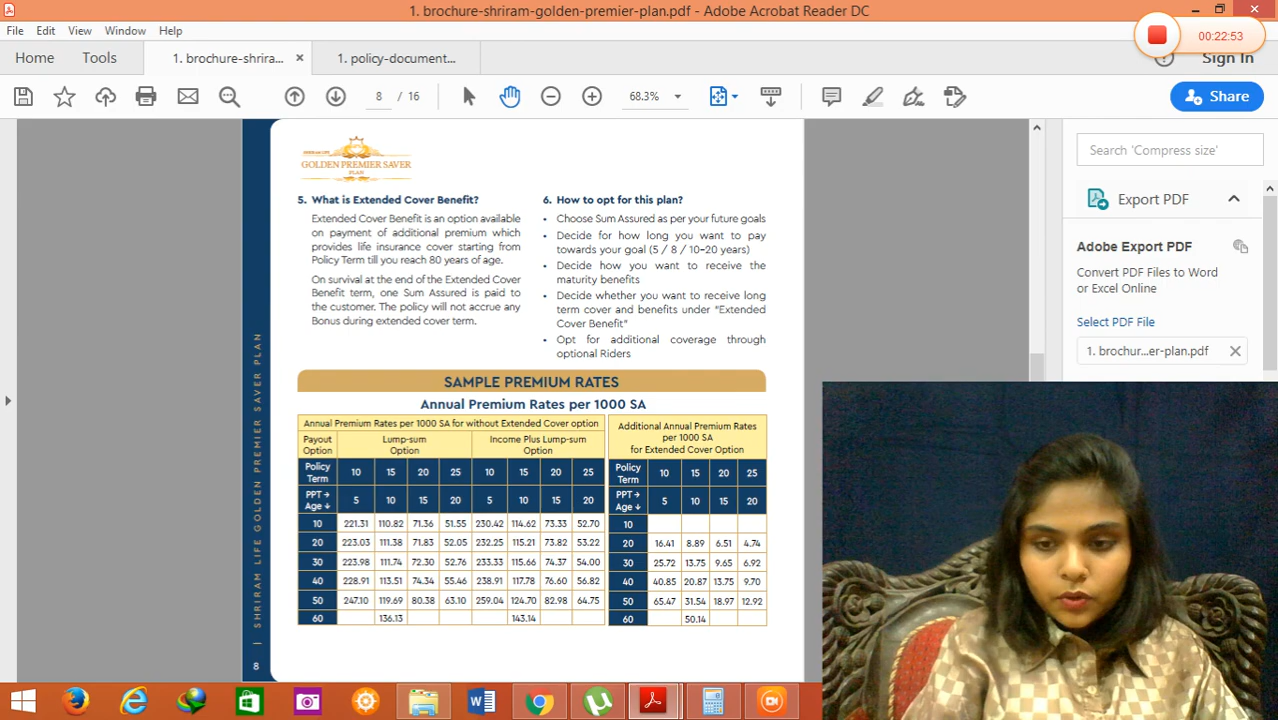 1. brochure-shriram-golden-premier-plan.pdf - Adobe Acrobat Reader DC
File Edit View Window Help
00:22:53
Home Tools 1. brochure-shrira... × 1. policy-document... Sign In
8 / 16 68.3% Share
GOLDEN PREMIER SAVER
PLAN
5. What is Extended Cover Benefit?
Extended Cover Benefit is an option available
on payment of additional premium which
provides life insurance cover starting from
Policy Term till you reach 80 years of age.
On survival at the end of the Extended Cover
Benefit term, one Sum Assured is paid to
the customer. The policy will not accrue any
Bonus during extended cover term.
6. How to opt for this plan?
• Choose Sum Assured as per your future goals
• Decide for how long you want to pay
towards your goal (5 / 8 / 10-20 years)
• Decide how you want to receive the
maturity benefits
• Decide whether you want to receive long
term cover and benefits under "Extended
Cover Benefit"
• Opt for additional coverage through
optional Riders
SAMPLE PREMIUM RATES
Annual Premium Rates per 1000 SA
Annual Premium Rates per 1000 SA for without Extended Cover option
Payout Option Lump-sum Option Income Plus Lump-sum Option
Policy Term 10 15 20 25 10 15 20 25
PPT → Age ↓ 5 10 15 20 5 10 15 20
10 221.31 110.82 71.36 51.55 230.42 114.62 73.33 52.70
20 223.03 111.38 71.83 52.05 232.25 115.21 73.82 53.22
30 223.98 111.74 72.30 52.76 233.33 115.66 74.37 54.00
40 228.91 113.51 74.34 55.46 238.91 117.78 76.60 56.82
50 247.10 119.69 80.38 63.10 259.04 124.70 82.98 64.75
60 136.13 143.14
Additional Annual Premium Rates
per 1000 SA
for Extended Cover Option
Policy Term 10 15 20 25
PPT → Age ↓ 5 10 15 20
10
20 16.41 8.89 6.51 4.74
30 25.72 13.75 9.65 6.92
40 40.85 20.87 13.75 9.70
50 65.47 31.54 18.97 12.92
60 50.14
| SHRIRAM LIFE GOLDEN PREMIER SAVER PLAN
8
Search 'Compress size'
Export PDF
Adobe Export PDF
Convert PDF Files to Word
or Excel Online
Select PDF File
1. brochur...er-plan.pdf ×